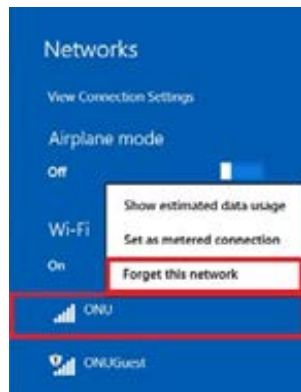 Networks
View Connection Settings
Airplane mode
Off
Show estimated data usage
Wi-Fi
Set as metered connection
On
Forget this network
ONU
ONUGuest